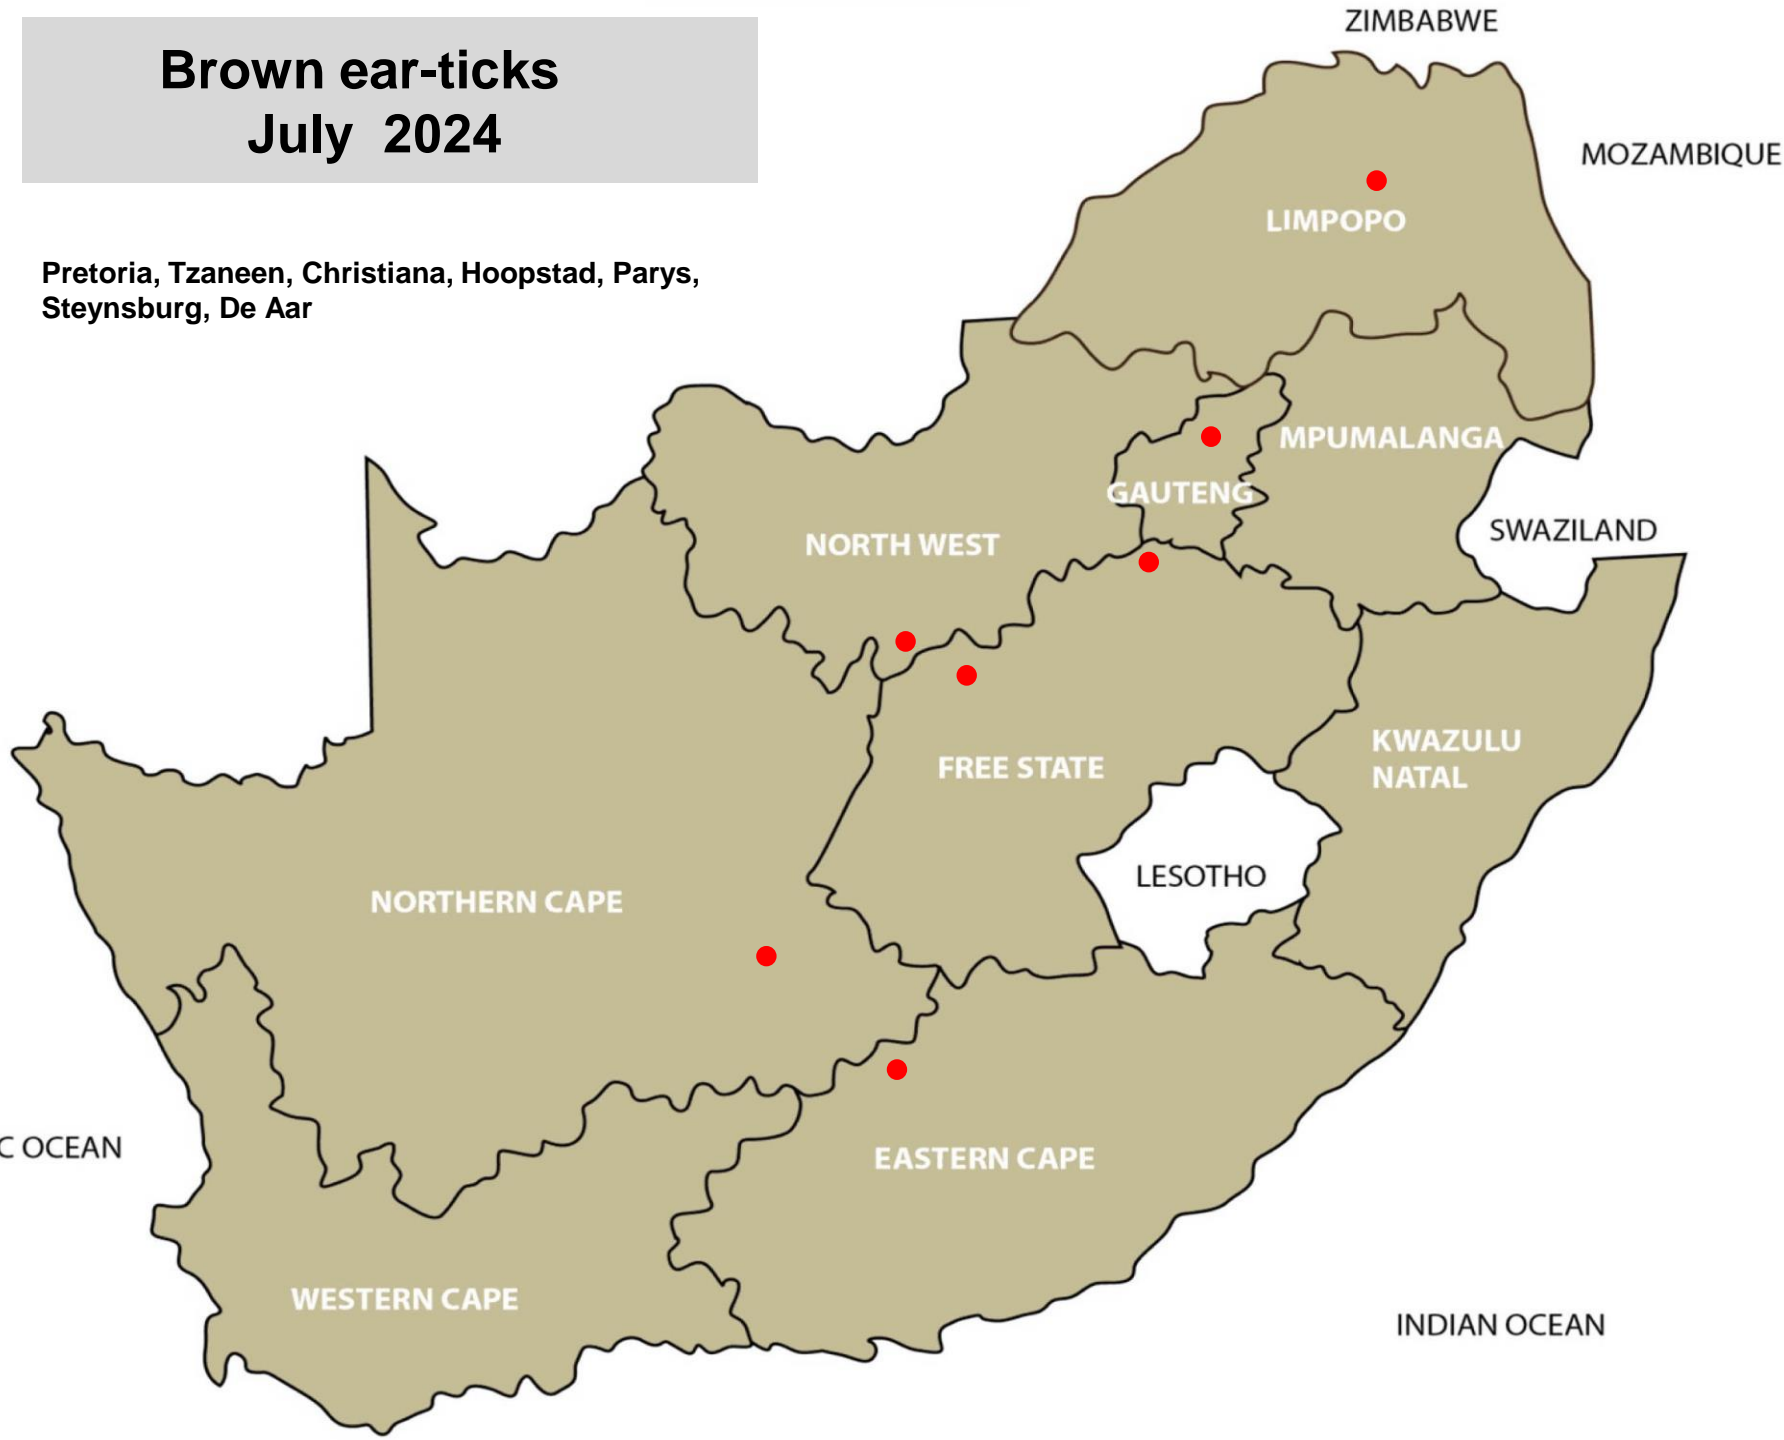 Brown ear-ticks
July 2024
Pretoria, Tzaneen, Christiana, Hoopstad, Parys,
Steynsburg, De Aar
ZIMBABWE
MOZAMBIQUE
LIMPOPO
MPUMALANGA
GAUTENG
NORTH WEST
SWAZILAND
KWAZULU
NATAL
FREE STATE
LESOTHO
NORTHERN CAPE
C OCEAN
EASTERN CAPE
WESTERN CAPE
INDIAN OCEAN